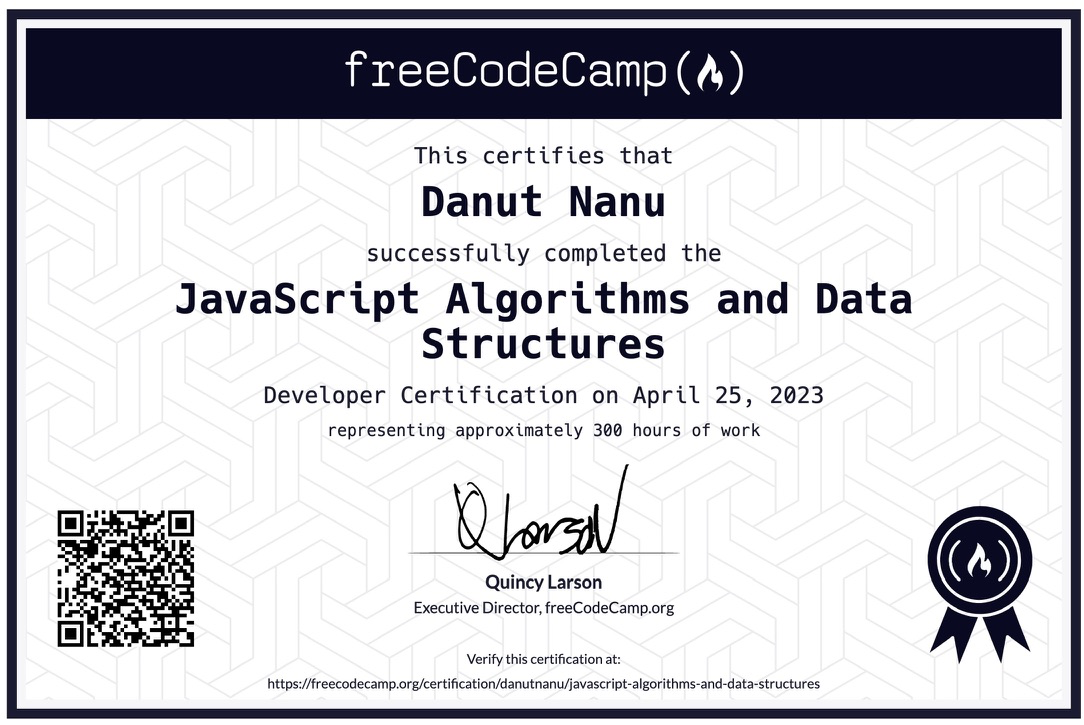 freeCodeCamp
This certifies that
Danut Nanu
successfully completed the
JavaScript Algorithms and Data
Structures
Developer Certification on April 25, 2023
representing approximately 300 hours of work
Q Larson
Quincy Larson
Executive Director, freeCodeCamp.org
Verify this certification at:
https://freecodecamp.org/certification/danutnanu/javascript-algorithms-and-data-structures